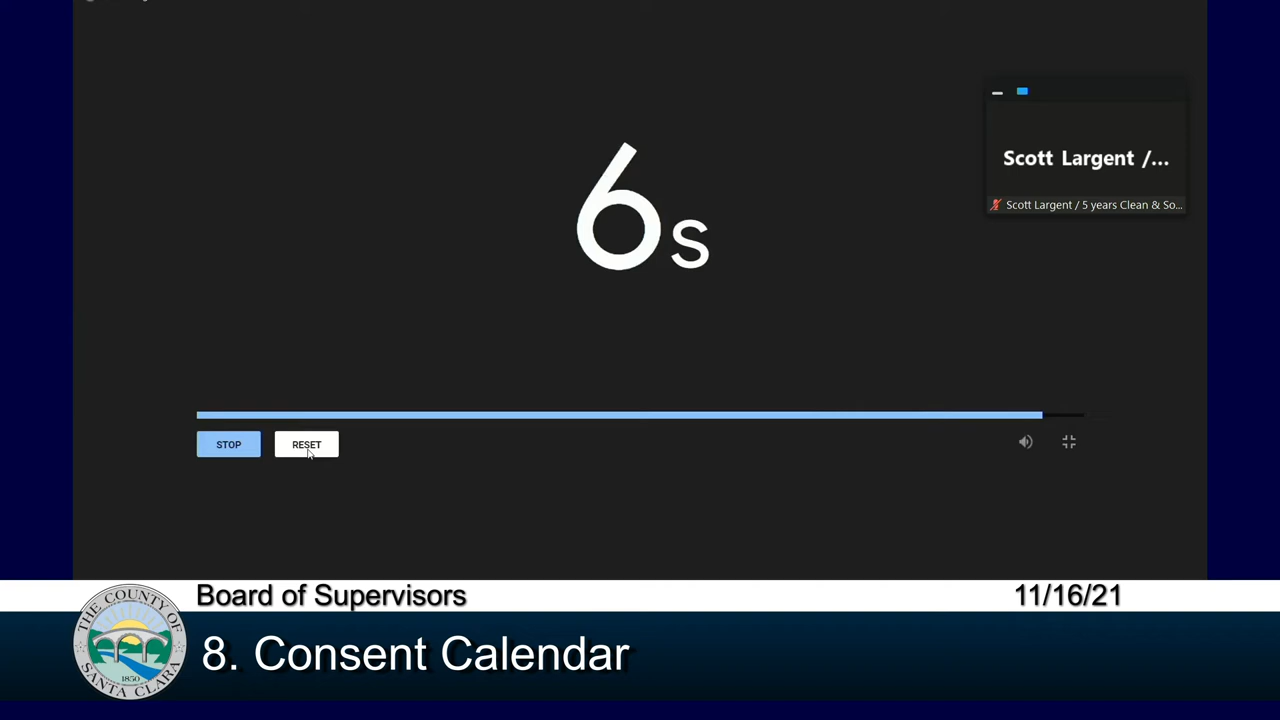 6s
Scott Largent /...
Scott Largent / 5 years Clean & So...
STOP
RESET
Board of Supervisors
11/16/21
THE COUNTY OF
SANTA CLARA
1850
8. Consent Calendar